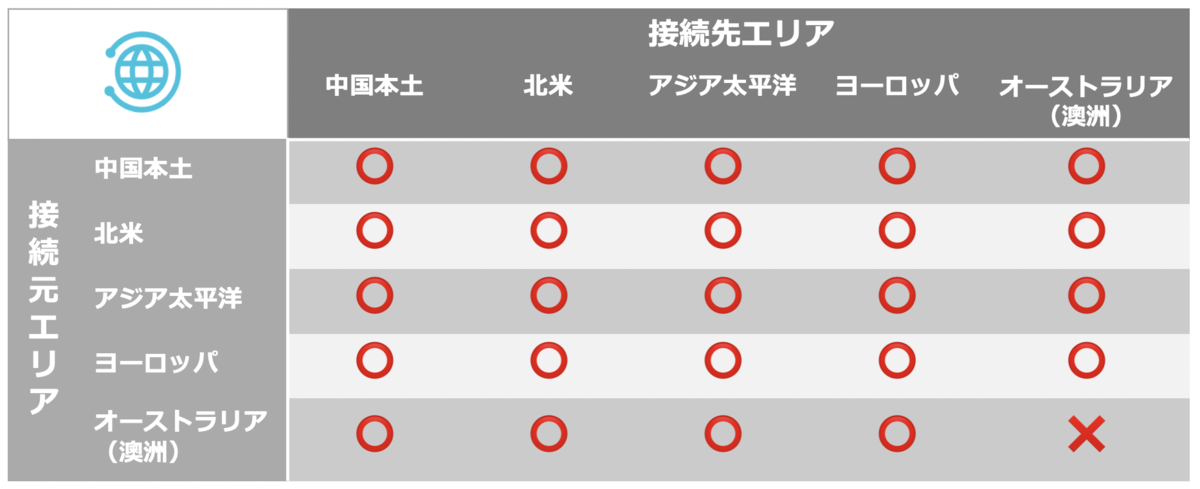 接続先エリア
中国本土 北米 アジア太平洋 ヨーロッパ オーストラリア
（澳洲）
接続元エリア
中国本土 ⭕ ⭕ ⭕ ⭕ ⭕
北米 ⭕ ⭕ ⭕ ⭕ ⭕
アジア太平洋 ⭕ ⭕ ⭕ ⭕ ⭕
ヨーロッパ ⭕ ⭕ ⭕ ⭕ ⭕
オーストラリア
（澳洲） ⭕ ⭕ ⭕ ⭕ ❌